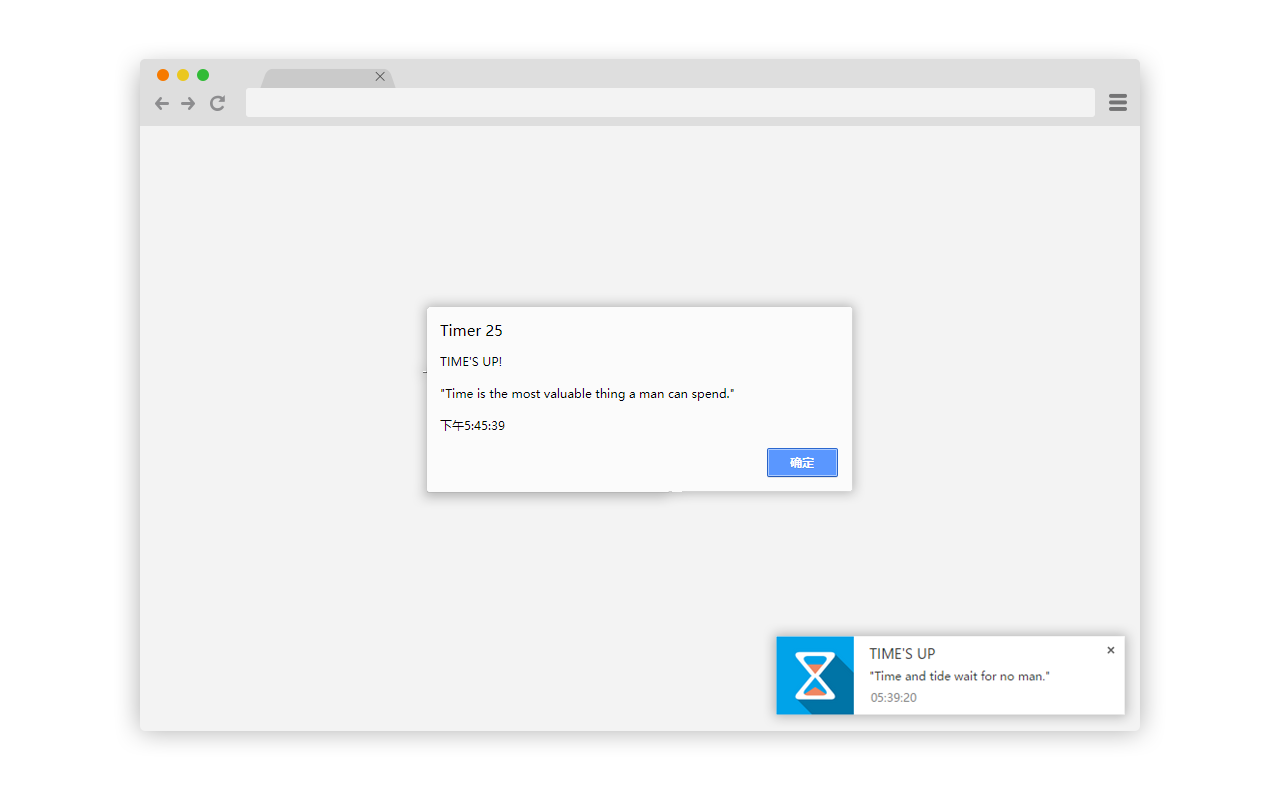 Timer 25
TIME'S UP!
"Time is the most valuable thing a man can spend."
下午5:45:39
确定
TIME'S UP
"Time and tide wait for no man."
05:39:20